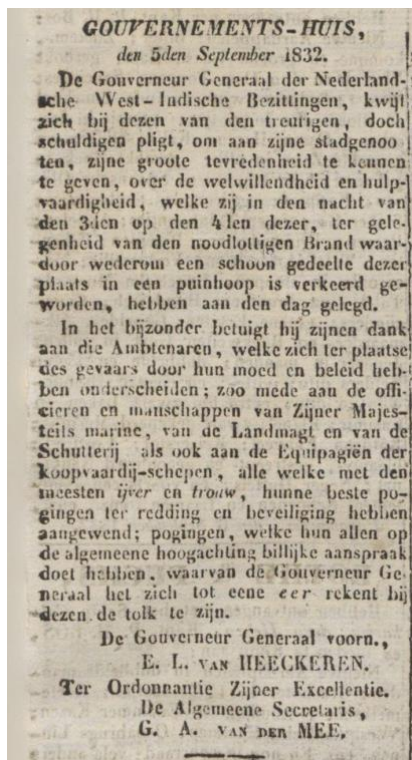 GOUVERNEMENTS-HUIS,
den 5den September 1832.
De Gouverneur Generaal der Nederland-
sche West-Indische Bezittingen, kwijt
zich bij dezen van den treurigen, doch
schuldigen pligt, om aan zijne stadgenoo
ten, zijne groote tevredenheid te kennen
te geven, over de welwillendheid en hulp-
vaardigheid, welke zij in den nacht van
den 3den op den 4len dezer, ter gele-
genheid van den noodlottigen Brand waar-
door wederom een schoon gedeelte dezer
plaats in een puinhoop is verkeerd ge-
worden, hebben aan den dag gelegd.
In het bijzonder betuigt hij zijnen dank
aan die Ambtenaren, welke zich ter plaatse
des gevaars door hun moed en beleid heb-
ben onderscheiden; zoo mede aan de offi-
cieren en manschappen van Zijner Majes-
teits marine, van de Landmagt en van de
Schutterij als ook aan de Equipagiën der
koopvaardij-schepen, alle welke met den
meesten ijver en trouw, hunne beste po-
gingen ter redding en beveiliging hebben
aangewend; pogingen, welke hun allen op
de algemeene hoogachting billijke aanspraak
doet hebben. waarvan de Gouverneur Ge-
neraal het zich tot eene eer rekent bij
dezen de tolk te zijn.
De Gouverneur Generaal voorn.,
E. L. VAN HEECKEREN.
Ter Ordonnantie Zijner Excellentie.
De Algemeene Secretaris,
G. A. VAN DER MEE.